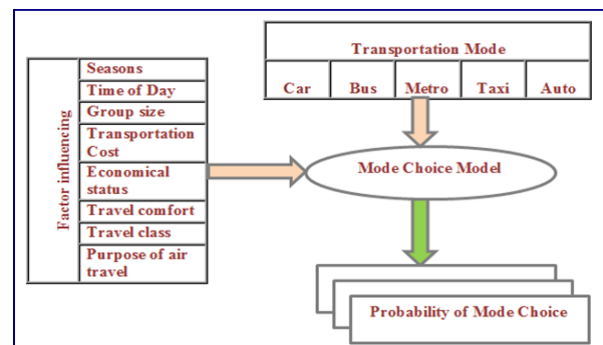 Transportation Mode
Car Bus Metro Taxi Auto
Factor influencing
Seasons
Time of Day
Group size
Transportation
Cost
Economical
status
Travel comfort
Travel class
Purpose of air
travel
Mode Choice Model
Probability of Mode Choice